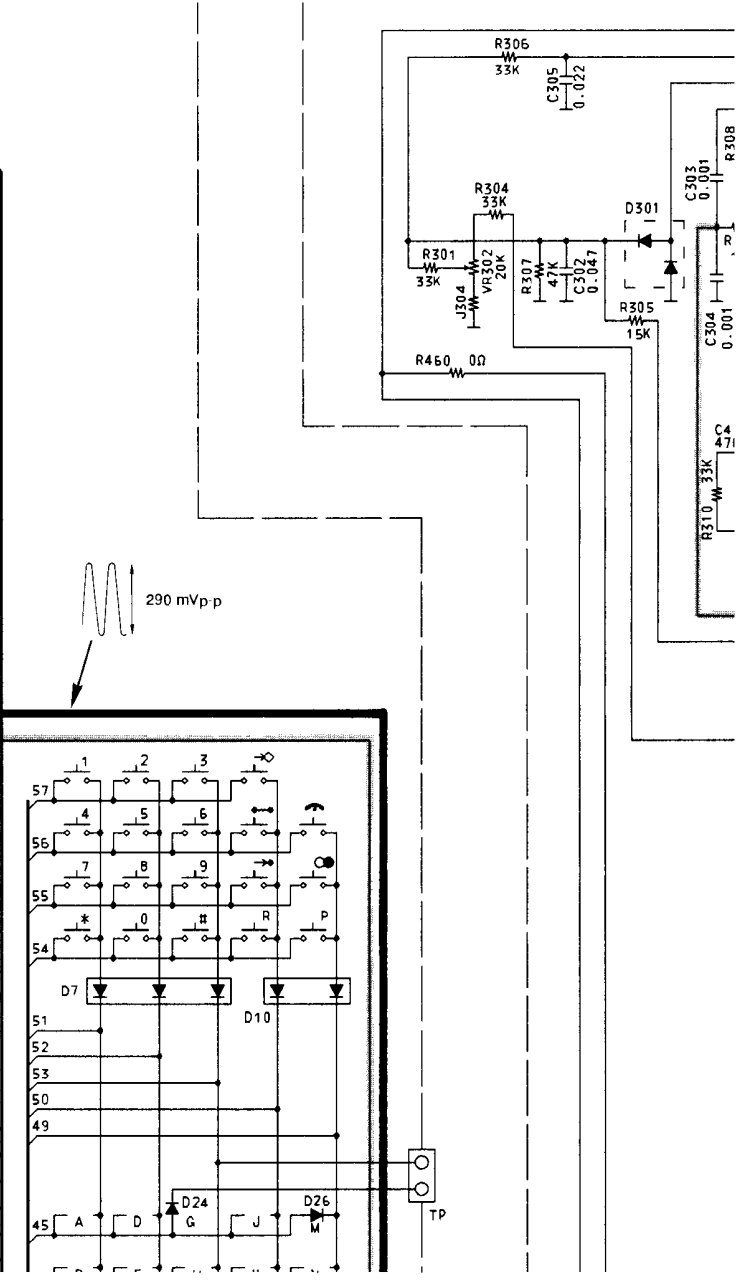 R306
33K
C305
0.022
R308
C303
0.001
R304
33K
D301
R
R301
33K
VR302
20K
J304
R307
47K
C302
0.047
R305
15K
C304
0.001
R460 0Ω
C4
R310 33K
290 mVp-p
1 2 3
57
4 5 6
56
7 8 9
55
* 0 # R P
54
D7
D10
51
52
53
50
49
TP
D24 D26
45 A D G J M